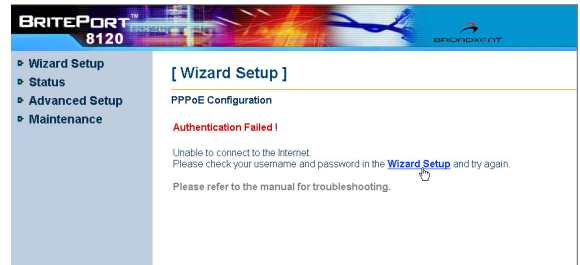 BRITEPORT™
8120
BROADXENT
Wizard Setup
Status
Advanced Setup
Maintenance
[ Wizard Setup ]
PPPoE Configuration
Authentication Failed !
Unable to connect to the Internet.
Please check your username and password in the Wizard Setup and try again.
Please refer to the manual for troubleshooting.